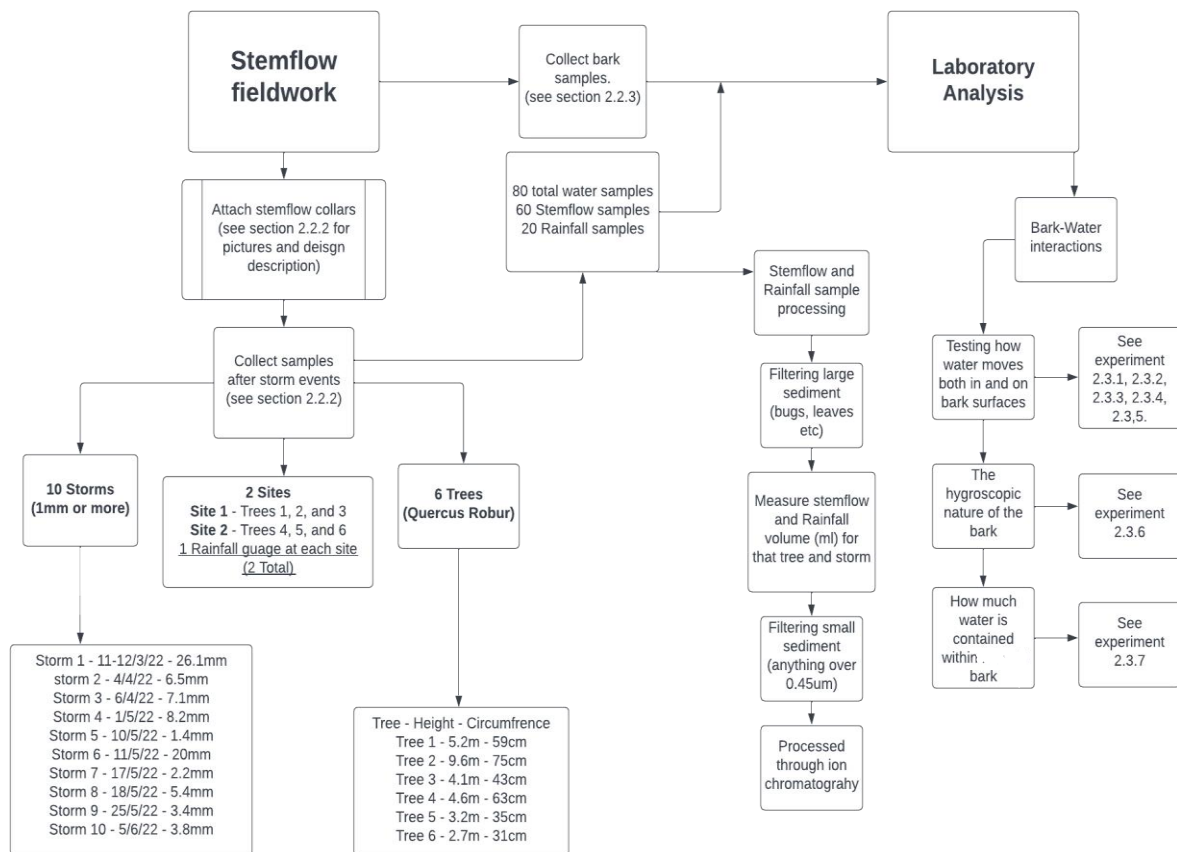 Stemflow
fieldwork
Collect bark
samples.
(see section 2.2.3)
Laboratory
Analysis
Attach stemflow collars
(see section 2.2.2 for
pictures and deisgn
description)
80 total water samples
60 Stemflow samples
20 Rainfall samples
Bark-Water
interactions
Collect samples
after storm events
(see section 2.2.2)
Stemflow and
Rainfall sample
processing
Testing how
water moves
both in and on
bark surfaces
See
experiment
2.3.1, 2.3.2,
2.3.3, 2.3.4,
2.3,5.
Filtering large
sediment
(bugs, leaves
etc)
10 Storms
(1mm or more)
2 Sites
Site 1 - Trees 1, 2, and 3
Site 2 - Trees 4, 5, and 6
1 Rainfall guage at each site
(2 Total)
6 Trees
(Quercus Robur)
Measure stemflow
and Rainfall
volume (ml) for
that tree and storm
The
hygroscopic
nature of the
bark
See
experiment
2.3.6
Filtering small
sediment
(anything over
0.45um)
How much
water is
contained
within .
bark
See
experiment
2.3.7
Storm 1 - 11-12/3/22 - 26.1mm
storm 2 - 4/4/22 - 6.5mm
Storm 3 - 6/4/22 - 7.1mm
Storm 4 - 1/5/22 - 8.2mm
Storm 5 - 10/5/22 - 1.4mm
Storm 6 - 11/5/22 - 20mm
Storm 7 - 17/5/22 - 2.2mm
Storm 8 - 18/5/22 - 5.4mm
Storm 9 - 25/5/22 - 3.4mm
Storm 10 - 5/6/22 - 3.8mm
Tree - Height - Circumfrence
Tree 1 - 5.2m - 59cm
Tree 2 - 9.6m - 75cm
Tree 3 - 4.1m - 43cm
Tree 4 - 4.6m - 63cm
Tree 5 - 3.2m - 35cm
Tree 6 - 2.7m - 31cm
Processed
through ion
chromatograhy